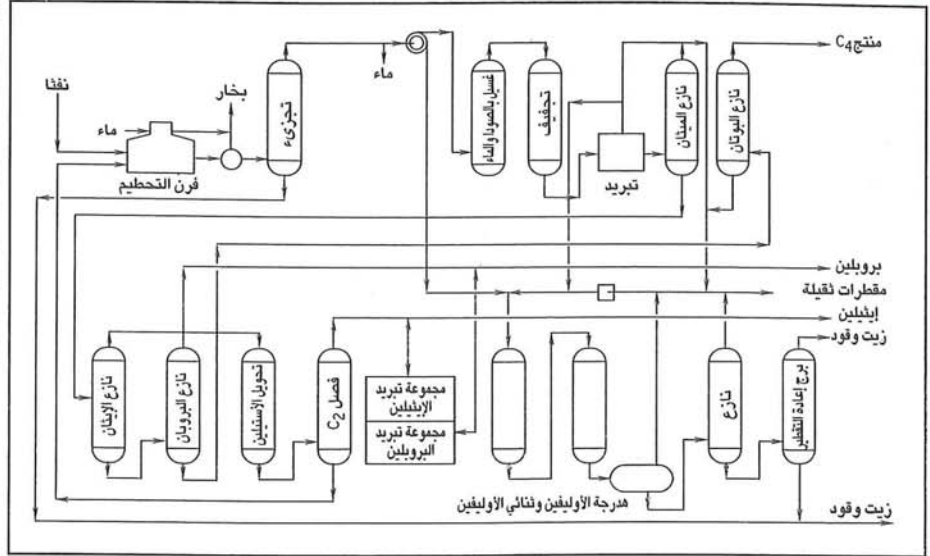 منتج C₄
نفثا
ماء
بخار
ماء
فرن التحطيم
تجزيء
غسيل بالصودا والماء
تجفيف
تبريد
نازع الميثان
نازع البوتان
بروبلين
مقطرات ثقيلة
إيثيلين
زيت وقود
نازع الإيثان
نازع البروبان
تحويل الأستيلين
فصل C₂
مجموعة تبريد
الإيثيلين
مجموعة تبريد
البروبلين
نازع
برج إعادة التقطير
هدرجة الأوليفين وثنائي الأوليفين
زيت وقود